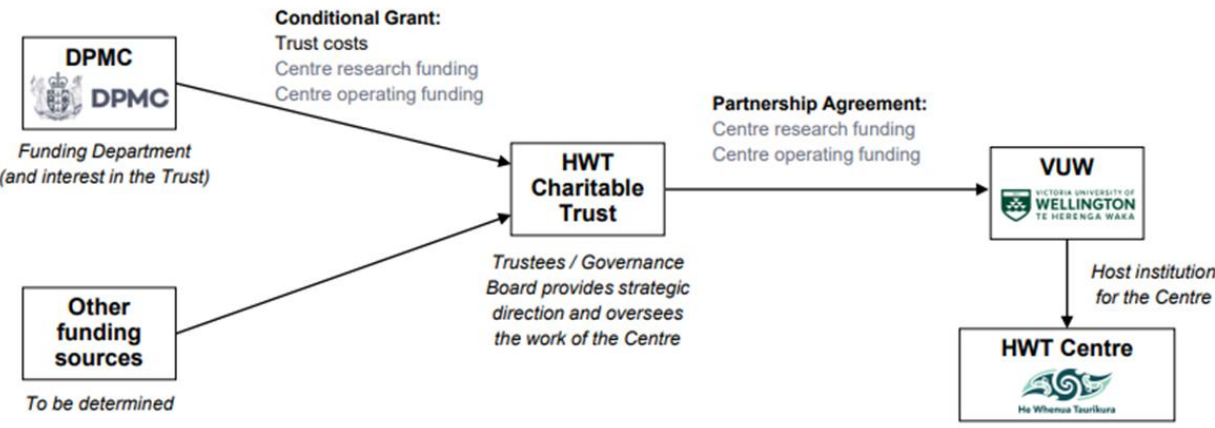 Conditional Grant:
Trust costs
Centre research funding
Centre operating funding
DPMC
DPMC
Funding Department
(and interest in the Trust)
Partnership Agreement:
Centre research funding
Centre operating funding
HWT
Charitable
Trust
Trustees / Governance
Board provides strategic
direction and oversees
the work of the Centre
VUW
VICTORIA UNIVERSITY OF
WELLINGTON
TE HERENGA WAKA
Host institution
for the Centre
Other
funding
sources
To be determined
HWT Centre
He Whenua Taurikura